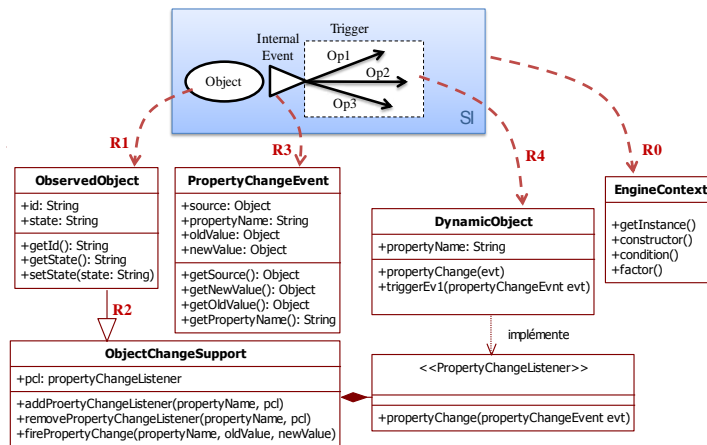 Trigger
Internal
Event
Object
Op1
Op2
Op3
SI
R1
R3
R4
R0
ObservedObject
+id: String
+state: String
+getId(): String
+getState(): String
+setState(state: String)
PropertyChangeEvent
+source: Object
+propertyName: String
+oldValue: Object
+newValue: Object
+getSource(): Object
+getNewValue(): Object
+getOldValue(): Object
+getPropertyName(): String
DynamicObject
+propertyName: String
+propertyChange(evt)
+triggerEv1(propertyChangeEvnt evt)
EngineContext
+getInstance()
+constructor()
+condition()
+factor()
R2
implémente
ObjectChangeSupport
+pcl: propertyChangeListener
+addProertyChangeListener(propertyName, pcl)
+removePropertyChangeListener(propertyName, pcl)
+firePropertyChange(propertyName, oldValue, newValue)
<<PropertyChangeListener>>
+propertyChange(propertyChangeEvent evt)